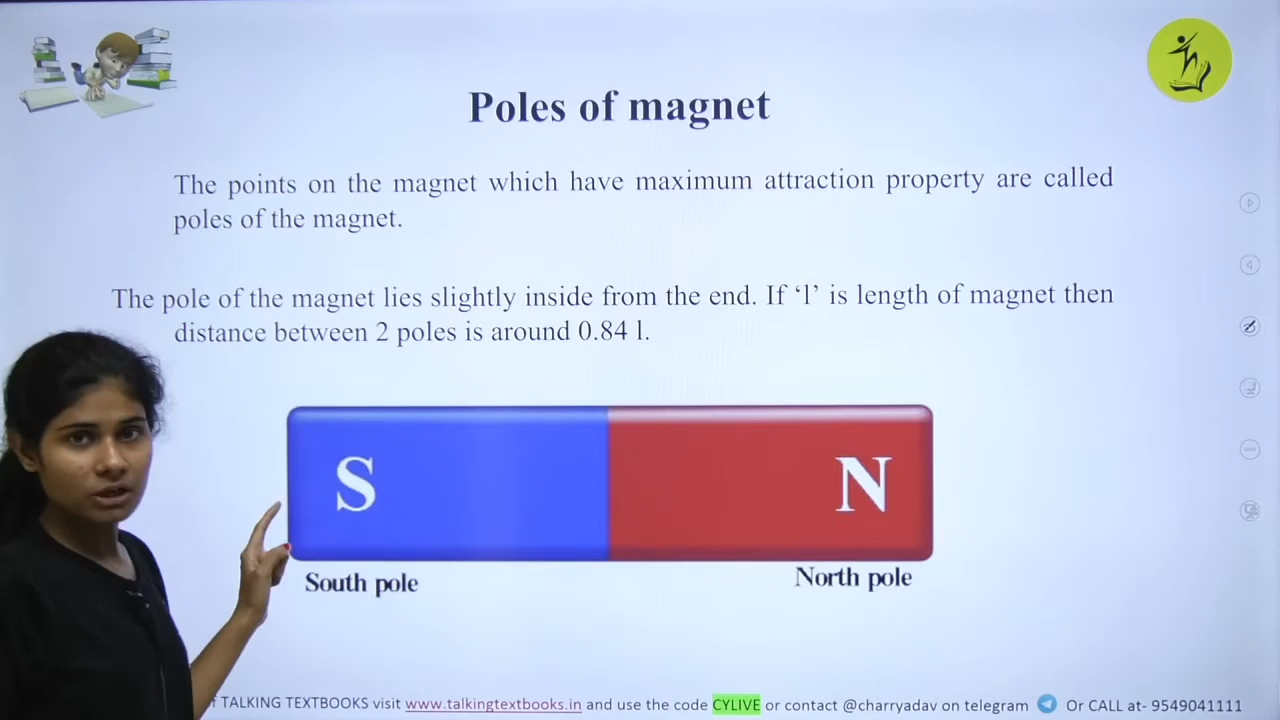 Poles of magnet
The points on the magnet which have maximum attraction property are called
poles of the magnet.
The pole of the magnet lies slightly inside from the end. If ‘l’ is length of magnet then
distance between 2 poles is around 0.84 l.
S N
South pole North pole
TALKING TEXTBOOKS visit www.talkingtextbooks.in and use the code CYLIVE or contact @charryadav on telegram Or CALL at- 9549041111